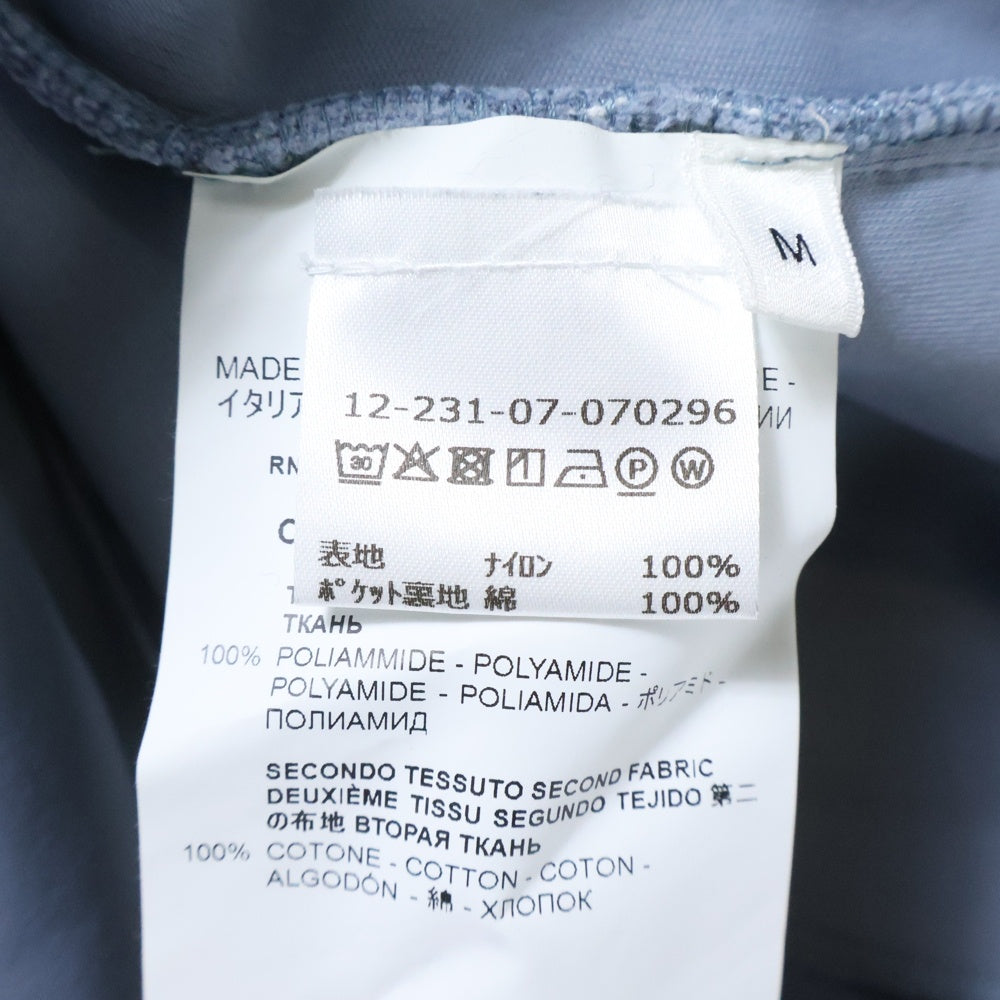 M
MADE
E -
イタリア
ИИ
12-231-07-070296
RN
30
P
W
C
表地 ナイロン 100%
ポケット裏地 綿 100%
T
ТКАНЬ
100% POLIAMMIDE - POLYAMIDE -
POLYAMIDE - POLIAMIDA - ポリアミド -
ПОЛИАМИД
SECONDO TESSUTO SECOND FABRIC
DEUXIÈME TISSU SEGUNDO TEJIDO 第二
の布地 ВТОРАЯ ТКАНЬ
100% COTONE - COTTON - COTON -
ALGODÓN - 綿 - ХЛОПОК